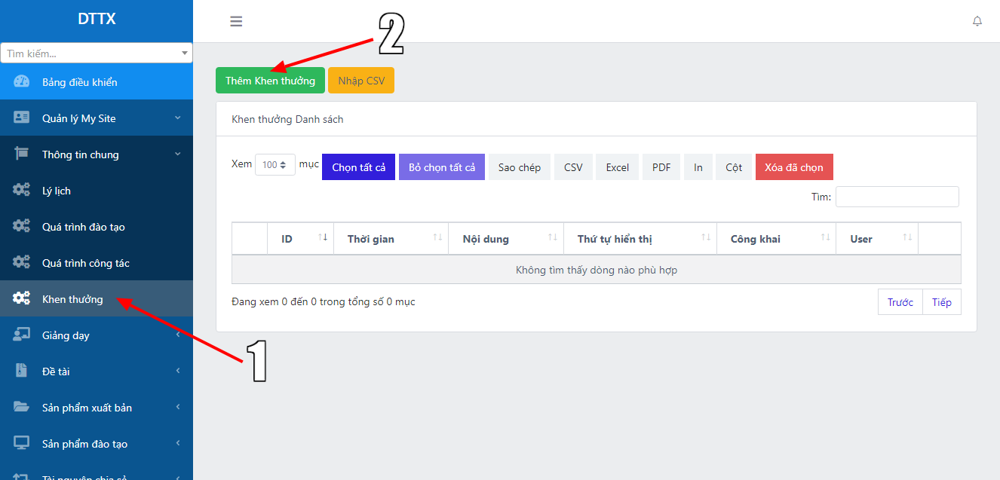 DTTX
Tìm kiếm...
Bảng điều khiển
Quản lý My Site
Thông tin chung
Lý lịch
Quá trình đào tạo
Quá trình công tác
Khen thưởng
Giảng dạy
Đề tài
Sản phẩm xuất bản
Sản phẩm đào tạo
Tài nguyên chia sẻ
1
2
Thêm Khen thưởng Nhập CSV
Khen thưởng Danh sách
Xem 100 mục Chọn tất cả Bỏ chọn tất cả Sao chép CSV Excel PDF In Cột Xóa đã chọn
Tìm:
ID Thời gian Nội dung Thứ tự hiển thị Công khai User
Không tìm thấy dòng nào phù hợp
Đang xem 0 đến 0 trong tổng số 0 mục
Trước Tiếp